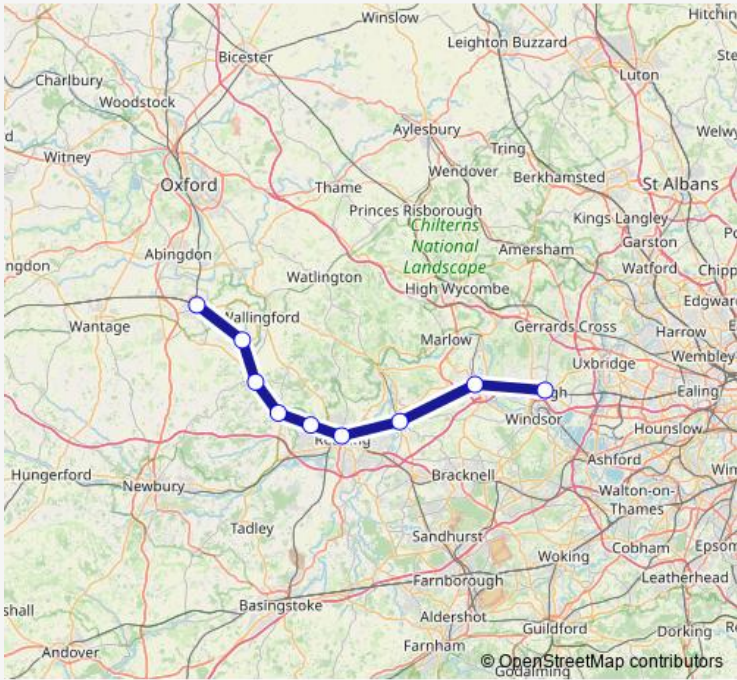 Winslow
Hitchin
Leighton Buzzard
Bicester
Luton
Charlbury
Woodstock
Aylesbury
Tring
Witney
Wendover
Berkhamsted
Oxford
Thame
St Albans
Princes Risborough
Kings Langley
Chilterns
National
Landscape
Garston
Abingdon
Amersham
Watford
Watlington
High Wycombe
Wallingford
Wantage
Gerrards Cross
Harrow
Marlow
Uxbridge
Wembley
Ealing
Windsor
Hounslow
Reading
Ashford
Hungerford
Newbury
Bracknell
Walton-on-
Thames
Tadley
Sandhurst
Woking
Cobham
Epsom
Farnborough
Leatherhead
Basingstoke
Aldershot
Guildford
Dorking
Farnham
Andover
Godalming
© OpenStreetMap contributors